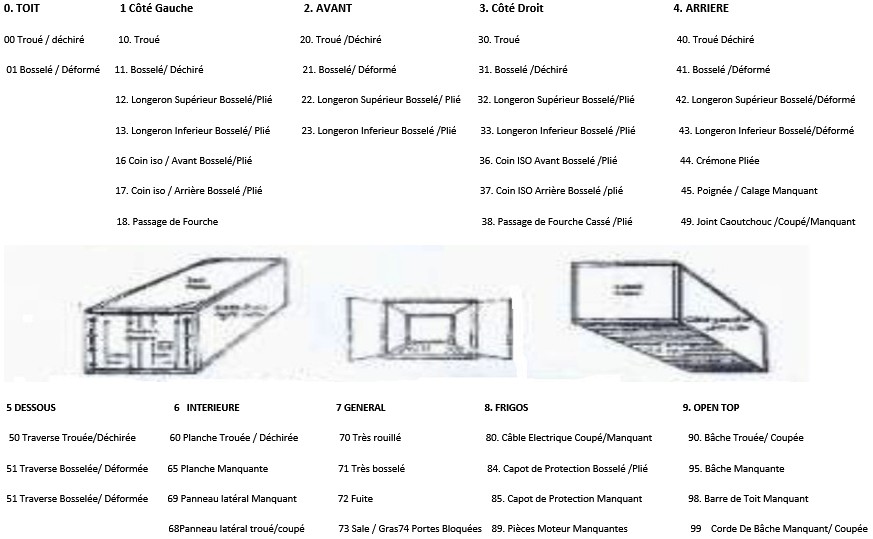 0. TOIT 1 Côté Gauche 2. AVANT 3. Côté Droit 4. ARRIERE
00 Troué / déchiré 10. Troué 20. Troué /Déchiré 30. Troué 40. Troué Déchiré
01 Bosselé / Déformé 11. Bosselé/ Déchiré 21. Bosselé/ Déformé 31. Bosselé /Déchiré 41. Bosselé /Déformé
12. Longeron Supérieur Bosselé/Plié 22. Longeron Supérieur Bosselé/ Plié 32. Longeron Supérieur Bosselé/Plié 42. Longeron Supérieur Bosselé/Déformé
13. Longeron Inferieur Bosselé/ Plié 23. Longeron Inferieur Bosselé /Plié 33. Longeron Inferieur Bosselé /Plié 43. Longeron Inferieur Bosselé/Déformé
16 Coin iso / Avant Bosselé/Plié 36. Coin ISO Avant Bosselé /Plié 44. Crémone Pliée
17. Coin iso / Arrière Bosselé /Plié 37. Coin ISO Arrière Bosselé /plié 45. Poignée / Calage Manquant
18. Passage de Fourche 38. Passage de Fourche Cassé /Plié 49. Joint Caoutchouc /Coupé/Manquant
5 DESSOUS 6 INTERIEURE 7 GENERAL 8. FRIGOS 9. OPEN TOP
50 Traverse Trouée/Déchirée 60 Planche Trouée / Déchirée 70 Très rouillé 80. Câble Electrique Coupé/Manquant 90. Bâche Trouée/ Coupée
51 Traverse Bosselée/ Déformée 65 Planche Manquante 71 Très bosselé 84. Capot de Protection Bosselé /Plié 95. Bâche Manquante
51 Traverse Bosselée/ Déformée 69 Panneau latéral Manquant 72 Fuite 85. Capot de Protection Manquant 98. Barre de Toit Manquant
68Panneau latéral troué/coupé 73 Sale / Gras74 Portes Bloquées 89. Pièces Moteur Manquantes 99 Corde De Bâche Manquant/ Coupée